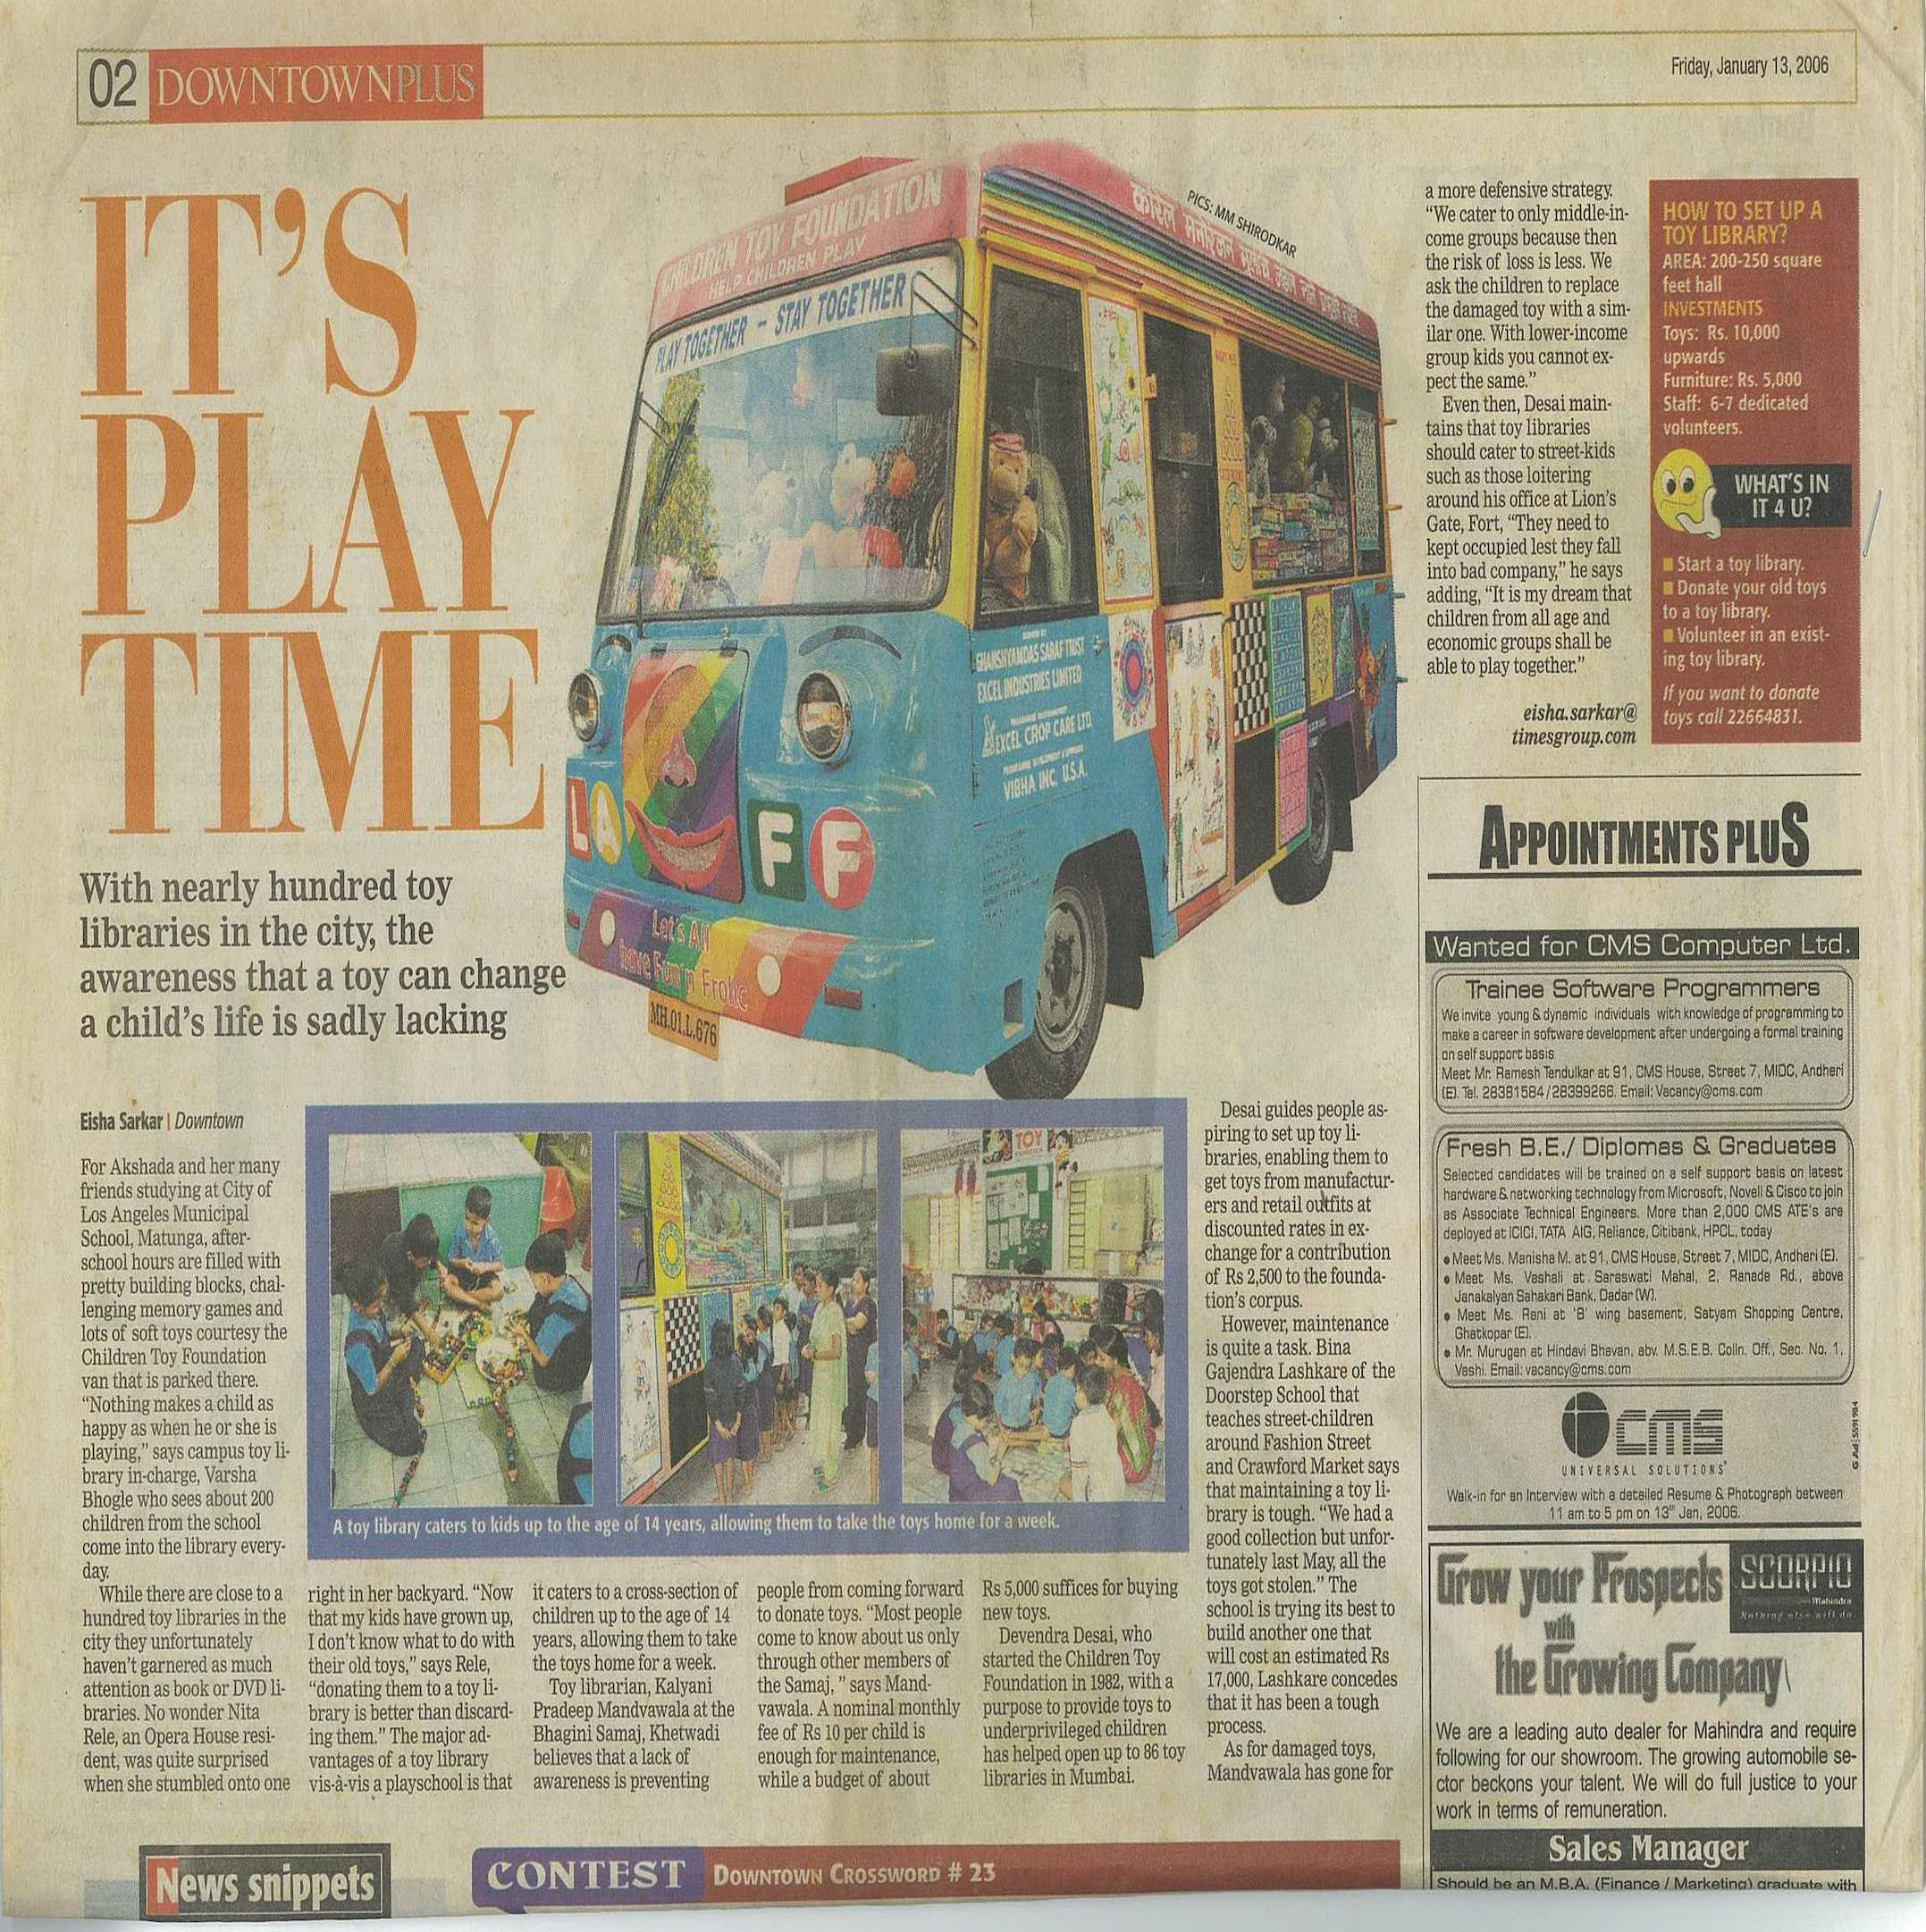 02 DOWNTOWNPLUS
Friday, January 13, 2006
IT'S
PLAY
TIME
With nearly hundred toy
libraries in the city, the
awareness that a toy can change
a child's life is sadly lacking
PICS: MM SHIRODKAR
CHILDREN TOY FOUNDATION
HELP CHILDREN PLAY
PLAY TOGETHER – STAY TOGETHER
GHANSHYAMDAS SARAF TRUST
EXCEL INDUSTRIES LIMITED
EXCEL CROP CARE LTD.
VIBHA INC. U.S.A.
LA FF
Let's All
have Fun n' Frolic
MH.01.L.676
Eisha Sarkar | Downtown
For Akshada and her many
friends studying at City of
Los Angeles Municipal
School, Matunga, after-
school hours are filled with
pretty building blocks, chal-
lenging memory games and
lots of soft toys courtesy the
Children Toy Foundation
van that is parked there.
"Nothing makes a child as
happy as when he or she is
playing," says campus toy li-
brary in-charge, Varsha
Bhogle who sees about 200
children from the school
come into the library every-
day.
While there are close to a
hundred toy libraries in the
city they unfortunately
haven't garnered as much
attention as book or DVD li-
braries. No wonder Nita
Rele, an Opera House resi-
dent, was quite surprised
when she stumbled onto one
TOY
A toy library caters to kids up to the age of 14 years, allowing them to take the toys home for a week.
right in her backyard. "Now
that my kids have grown up,
I don't know what to do with
their old toys," says Rele,
"donating them to a toy li-
brary is better than discard-
ing them." The major ad-
vantages of a toy library
vis-à-vis a playschool is that
it caters to a cross-section of
children up to the age of 14
years, allowing them to take
the toys home for a week.
Toy librarian, Kalyani
Pradeep Mandvawala at the
Bhagini Samaj, Khetwadi
believes that a lack of
awareness is preventing
people from coming forward
to donate toys. "Most people
come to know about us only
through other members of
the Samaj, " says Mand-
vawala. A nominal monthly
fee of Rs 10 per child is
enough for maintenance,
while a budget of about
Rs 5,000 suffices for buying
new toys.
Devendra Desai, who
started the Children Toy
Foundation in 1982, with a
purpose to provide toys to
underprivileged children
has helped open up to 86 toy
libraries in Mumbai.
Desai guides people as-
piring to set up toy li-
braries, enabling them to
get toys from manufactur-
ers and retail outfits at
discounted rates in ex-
change for a contribution
of Rs 2,500 to the founda-
tion's corpus.
However, maintenance
is quite a task. Bina
Gajendra Lashkare of the
Doorstep School that
teaches street-children
around Fashion Street
and Crawford Market says
that maintaining a toy li-
brary is tough. "We had a
good collection but unfor-
tunately last May, all the
toys got stolen." The
school is trying its best to
build another one that
will cost an estimated Rs
17,000, Lashkare concedes
that it has been a tough
process.
As for damaged toys,
Mandvawala has gone for
a more defensive strategy.
"We cater to only middle-in-
come groups because then
the risk of loss is less. We
ask the children to replace
the damaged toy with a sim-
ilar one. With lower-income
group kids you cannot ex-
pect the same."
Even then, Desai main-
tains that toy libraries
should cater to street-kids
such as those loitering
around his office at Lion's
Gate, Fort, "They need to
kept occupied lest they fall
into bad company," he says
adding, "It is my dream that
children from all age and
economic groups shall be
able to play together."
eisha.sarkar@
timesgroup.com
HOW TO SET UP A
TOY LIBRARY?
AREA: 200-250 square
feet hall
INVESTMENTS
Toys: Rs. 10,000
upwards
Furniture: Rs. 5,000
Staff: 6-7 dedicated
volunteers.
WHAT'S IN
IT 4 U?
■ Start a toy library.
■ Donate your old toys
to a toy library.
■ Volunteer in an exist-
ing toy library.
If you want to donate
toys call 22664831.
APPOINTMENTS PLUS
Wanted for CMS Computer Ltd.
Trainee Software Programmers
We invite young & dynamic individuals with knowledge of programming to
make a career in software development after undergoing a formal training
on self support basis
Meet Mr. Ramesh Tendulkar at 91, CMS House, Street 7, MIDC, Andheri
(E). Tel. 28381584/28399266. Email: Vacancy@cms.com
Fresh B.E./ Diplomas & Graduates
Selected candidates will be trained on a self support basis on latest
hardware & networking technology from Microsoft, Novell & Cisco to join
as Associate Technical Engineers. More than 2,000 CMS ATE's are
deployed at ICICI, TATA AIG, Reliance, Citibank, HPCL, today
● Meet Ms. Manisha M. at 91, CMS House, Street 7, MIDC, Andheri (E).
● Meet Ms. Vashali at Saraswati Mahal, 2, Ranade Rd., above
Janakalyan Sahakari Bank, Dadar (W).
● Meet Ms. Rani at 'B' wing basement, Satyam Shopping Centre,
Ghatkopar (E).
● Mr. Murugan at Hindavi Bhavan, abv. M.S.E.B. Colln. Off., Sec. No. 1,
Vashi. Email: vacancy@cms.com
CMS
UNIVERSAL SOLUTIONS
Walk-in for an Interview with a detailed Resume & Photograph between
11 am to 5 pm on 13th Jan, 2006.
Grow your Prospects
with
the Growing Company
SCORPIO
Mahindra
Nothing else will do
We are a leading auto dealer for Mahindra and require
following for our showroom. The growing automobile se-
ctor beckons your talent. We will do full justice to your
work in terms of remuneration.
Sales Manager
Should be an M.B.A. (Finance / Marketing) graduate with
News snippets
CONTEST DOWNTOWN CROSSWORD # 23